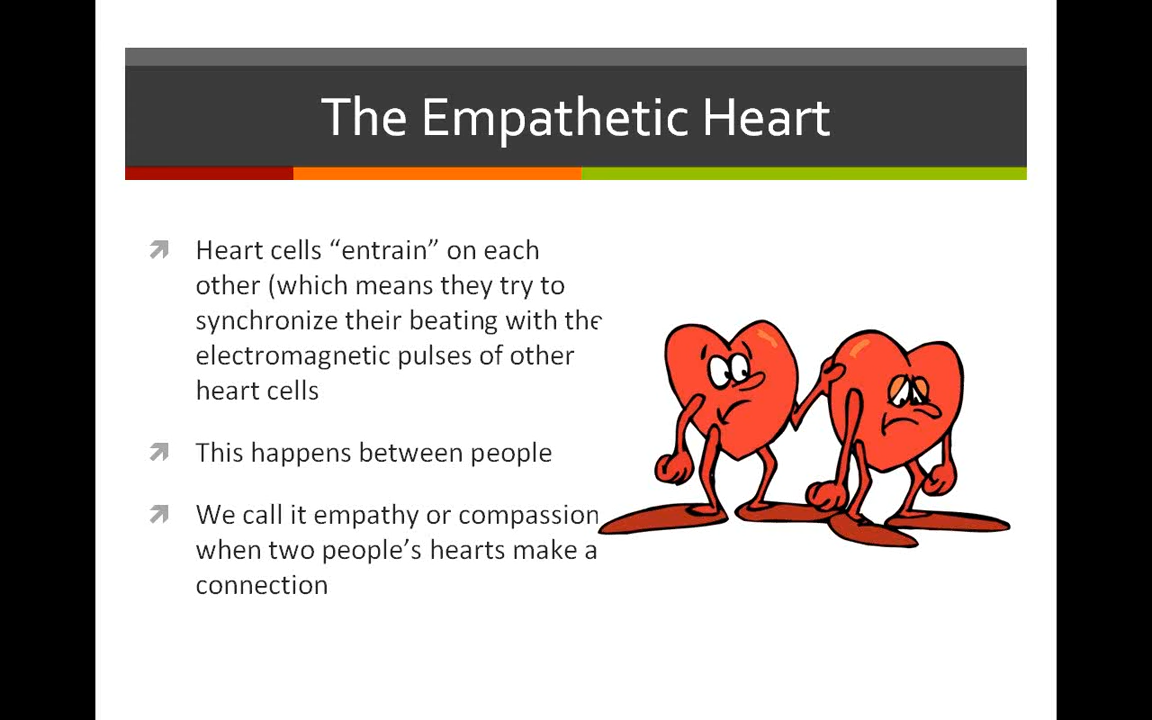 The Empathetic Heart
Heart cells “entrain” on each
other (which means they try to
synchronize their beating with the
electromagnetic pulses of other
heart cells
This happens between people
We call it empathy or compassion
when two people’s hearts make a
connection